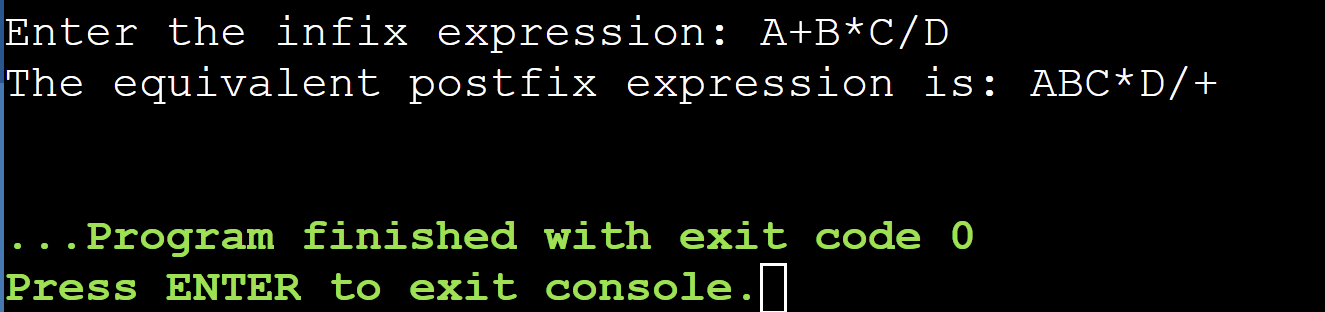 Enter the infix expression: A+B*C/D
The equivalent postfix expression is: ABC*D/+
...Program finished with exit code 0
Press ENTER to exit console.